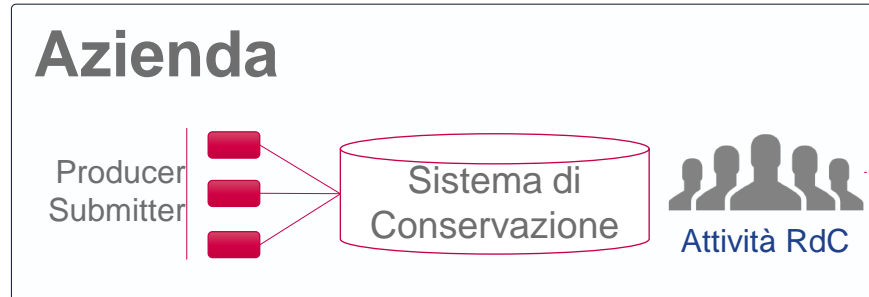 Azienda
Producer
Submitter
Sistema di
Conservazione
Attività RdC